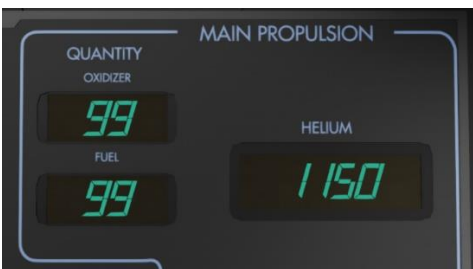 MAIN PROPULSION
QUANTITY
OXIDIZER
99
FUEL
99
HELIUM
1150